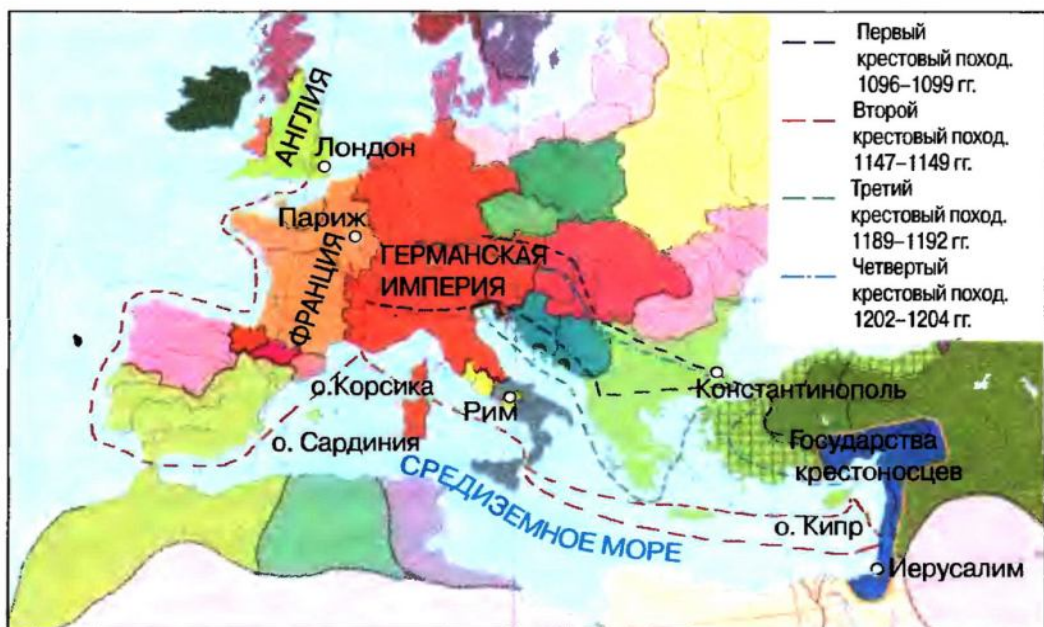 Первый
крестовый поход.
1096–1099 гг.
Второй
крестовый поход.
1147–1149 гг.
Третий
крестовый поход.
1189–1192 гг.
Четвертый
крестовый поход.
1202–1204 гг.
АНГЛИЯ
Лондон
Париж
ФРАНЦИЯ
ГЕРМАНСКАЯ
ИМПЕРИЯ
о.Корсика
Рим
Константинополь
о. Сардиния
Государства
крестоносцев
СРЕДИЗЕМНОЕ МОРЕ
о. Кипр
Иерусалим